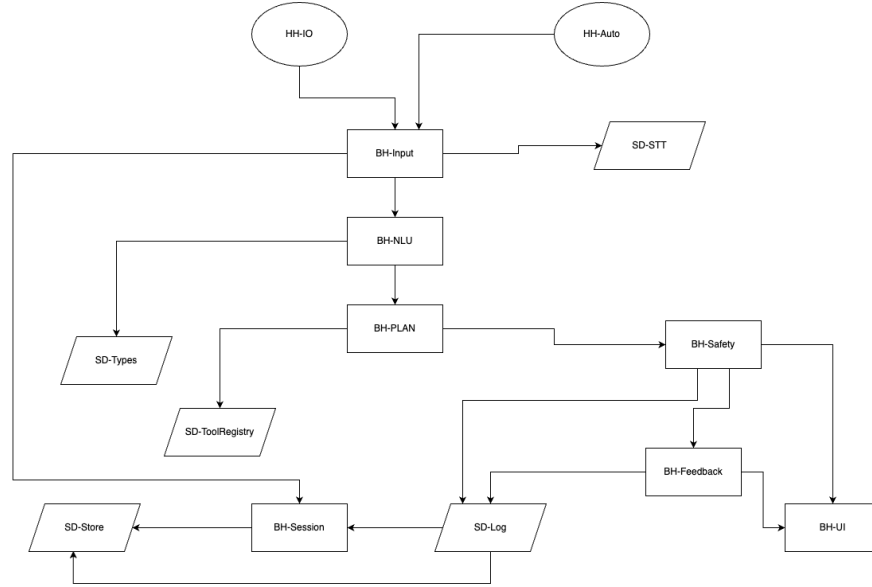 HH-IO
HH-Auto
BH-Input
SD-STT
BH-NLU
BH-PLAN
BH-Safety
SD-Types
SD-ToolRegistry
BH-Feedback
SD-Store
BH-Session
SD-Log
BH-UI